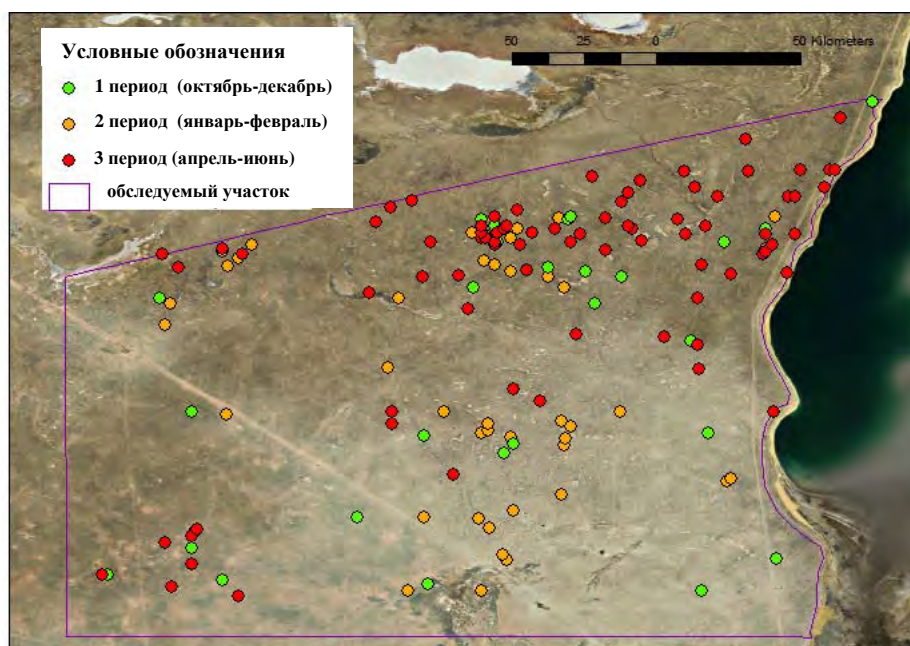 Условные обозначения
1 период (октябрь-декабрь)
2 период (январь-февраль)
3 период (апрель-июнь)
обследуемый участок
50 25 0 50 Kilometers